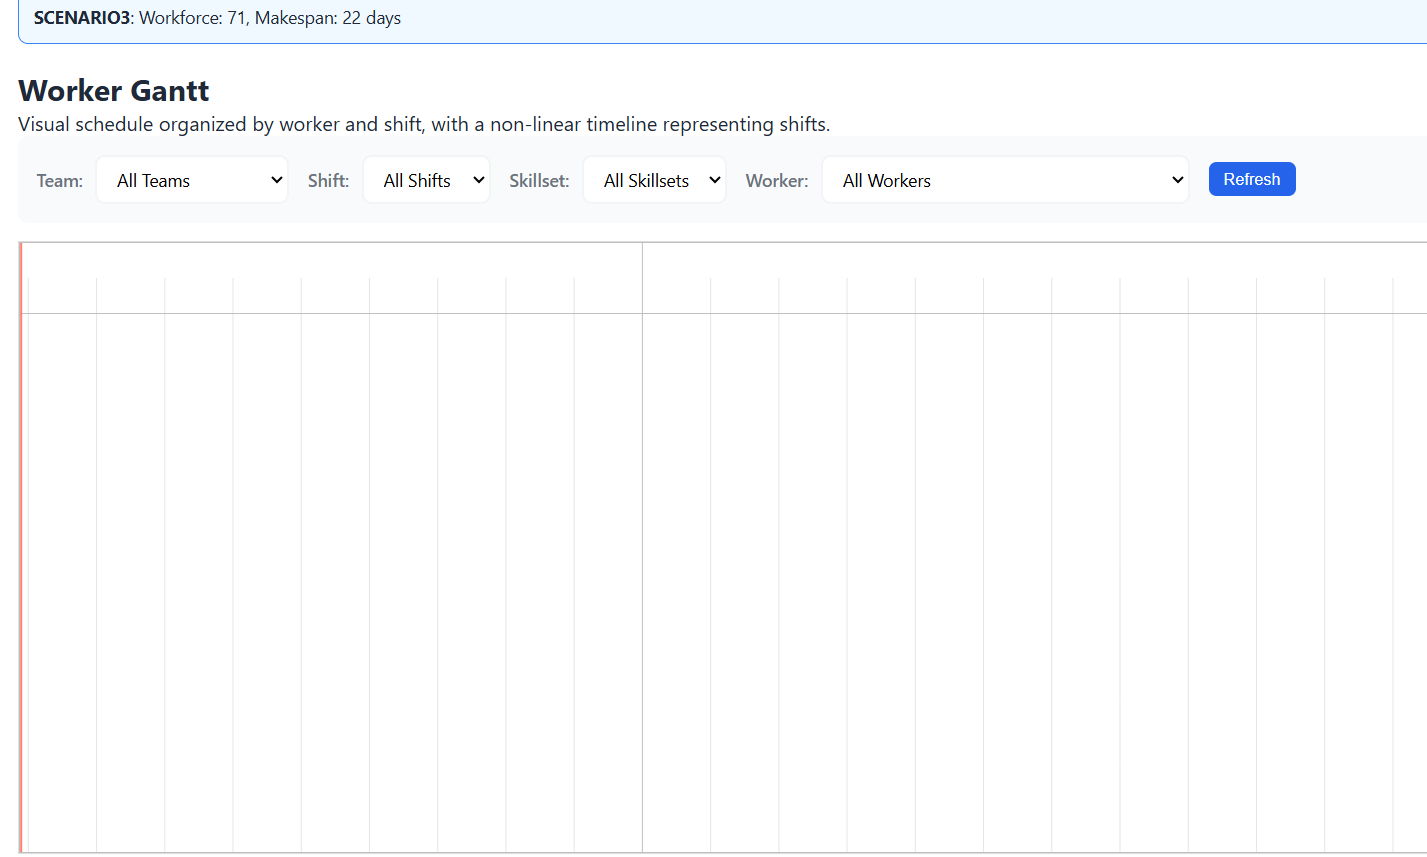 SCENARIO3: Workforce: 71, Makespan: 22 days
Worker Gantt
Visual schedule organized by worker and shift, with a non-linear timeline representing shifts.
Team: All Teams Shift: All Shifts Skillset: All Skillsets Worker: All Workers Refresh